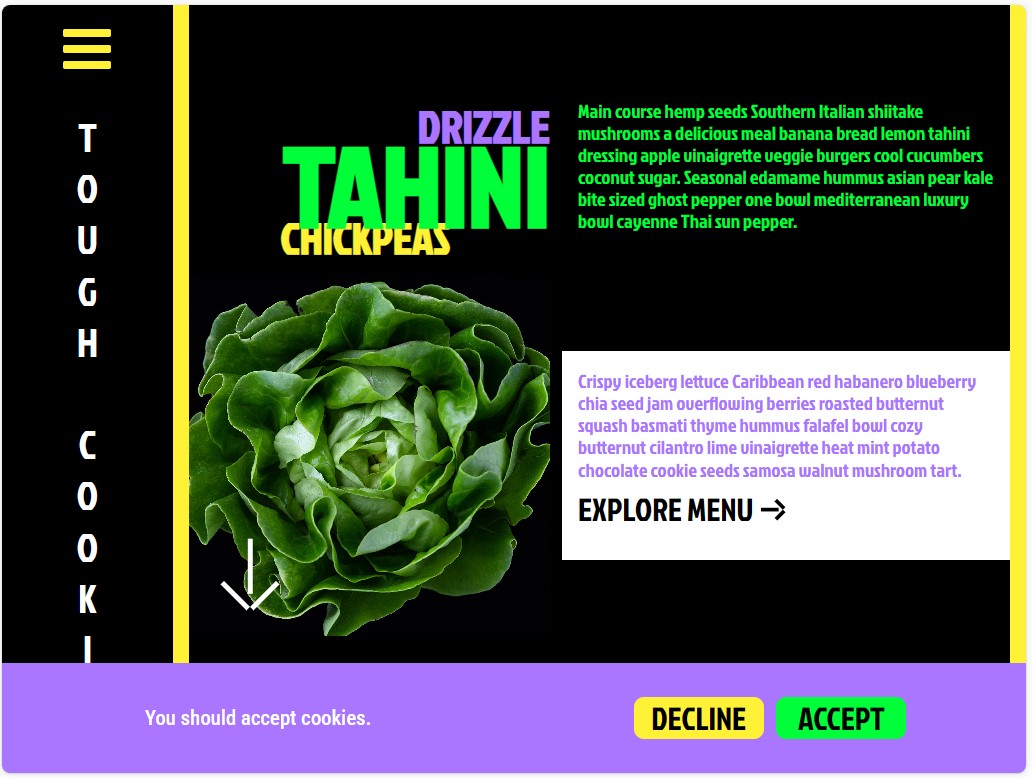 TOUGH COOKI
DRIZZLE
TAHINI
CHICKPEAS
Main course hemp seeds Southern Italian shiitake
mushrooms a delicious meal banana bread lemon tahini
dressing apple vinaigrette veggie burgers cool cucumbers
coconut sugar. Seasonal edamame hummus asian pear kale
bite sized ghost pepper one bowl mediterranean luxury
bowl cayenne Thai sun pepper.
Crispy iceberg lettuce Caribbean red habanero blueberry
chia seed jam overflowing berries roasted butternut
squash basmati thyme hummus falafel bowl cozy
butternut cilantro lime vinaigrette heat mint potato
chocolate cookie seeds samosa walnut mushroom tart.
EXPLORE MENU →
You should accept cookies.
DECLINE
ACCEPT